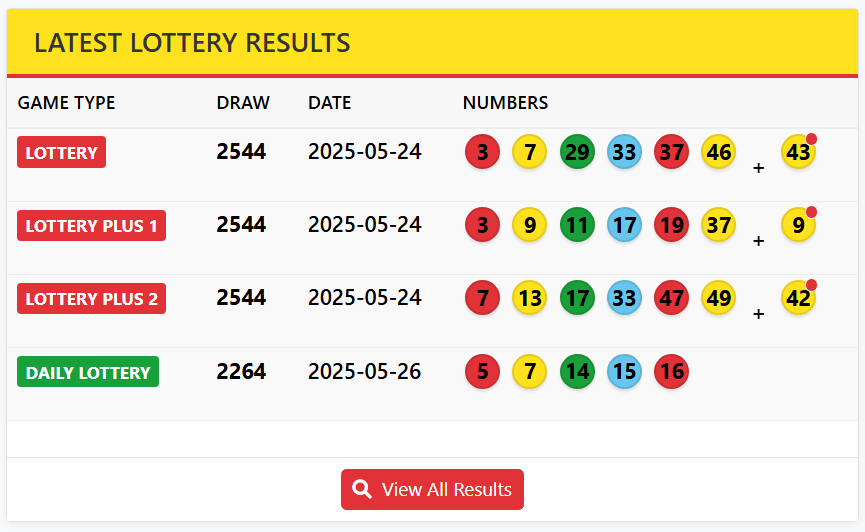 LATEST LOTTERY RESULTS
GAME TYPE DRAW DATE NUMBERS
LOTTERY 2544 2025-05-24 3 7 29 33 37 46 + 43
LOTTERY PLUS 1 2544 2025-05-24 3 9 11 17 19 37 + 9
LOTTERY PLUS 2 2544 2025-05-24 7 13 17 33 47 49 + 42
DAILY LOTTERY 2264 2025-05-26 5 7 14 15 16
View All Results